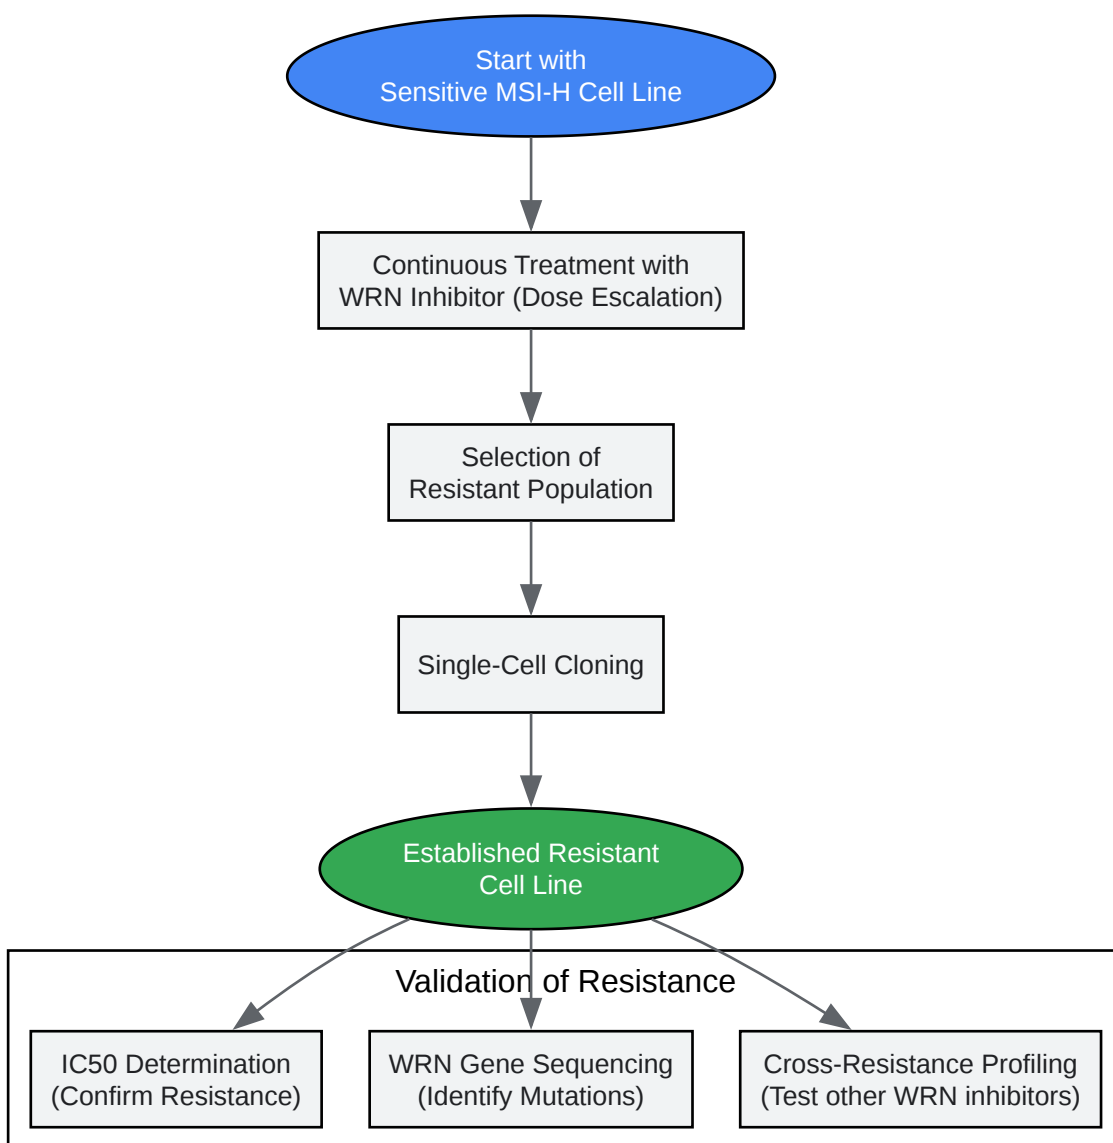 Start with
Sensitive MSI-H Cell Line
Continuous Treatment with
WRN Inhibitor (Dose Escalation)
Selection of
Resistant Population
Single-Cell Cloning
Established Resistant
Cell Line
Validation of Resistance
IC50 Determination
(Confirm Resistance)
WRN Gene Sequencing
(Identify Mutations)
Cross-Resistance Profiling
(Test other WRN inhibitors)